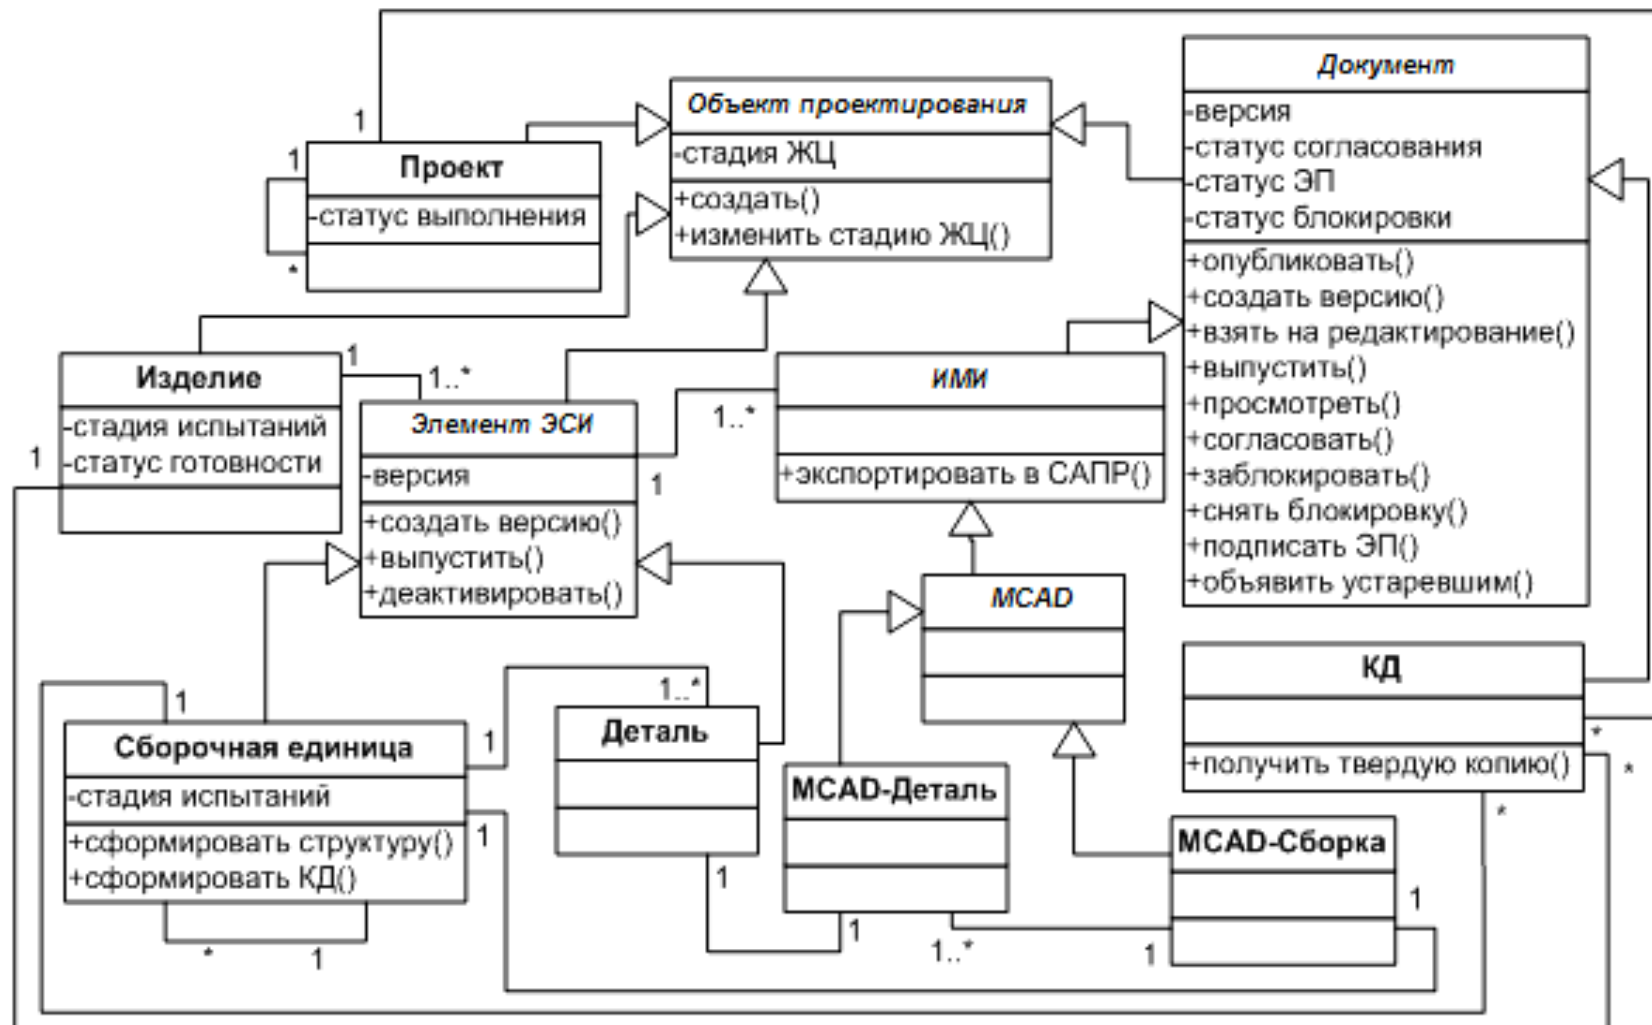 Документ
-версия
-статус согласования
-статус ЭП
-статус блокировки
+опубликовать()
+создать версию()
+взять на редактирование()
+выпустить()
+просмотреть()
+согласовать()
+заблокировать()
+снять блокировку()
+подписать ЭП()
+объявить устаревшим()
Объект проектирования
-стадия ЖЦ
+создать()
+изменить стадию ЖЦ()
1
Проект
-статус выполнения
1
*
Изделие
-стадия испытаний
-статус готовности
1
1
1..*
Элемент ЭСИ
-версия
+создать версию()
+выпустить()
+деактивировать()
1
1..*
ИМИ
+экспортировать в САПР()
MCAD
КД
+получить твердую копию()
*
*
*
1
Сборочная единица
-стадия испытаний
+сформировать структуру()
+сформировать КД()
1
1
*
1
1..*
Деталь
1
MCAD-Деталь
1
1..*
MCAD-Сборка
1
1